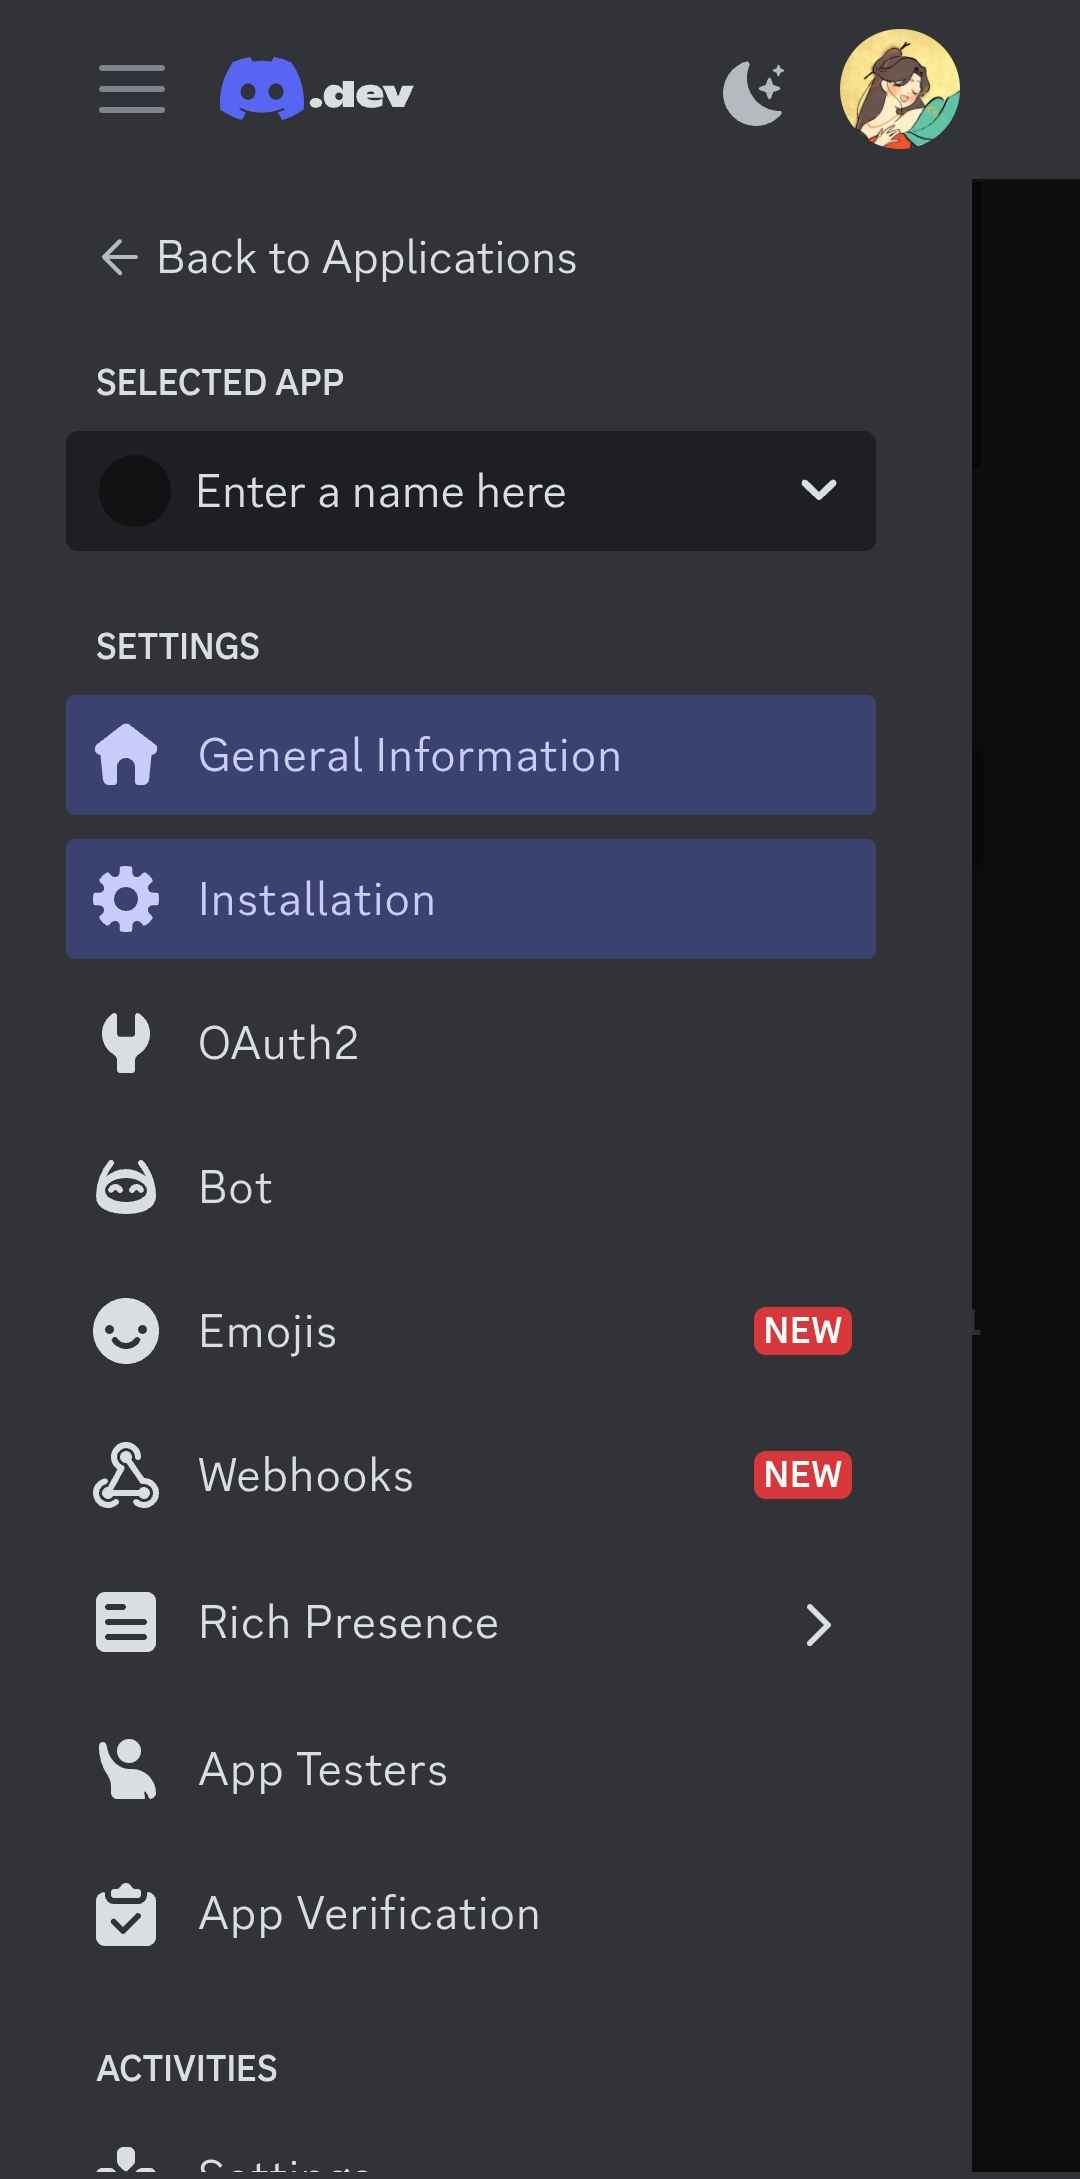 .dev
Back to Applications
SELECTED APP
Enter a name here
SETTINGS
General Information
Installation
OAuth2
Bot
Emojis NEW
Webhooks NEW
Rich Presence
App Testers
App Verification
ACTIVITIES
Settings